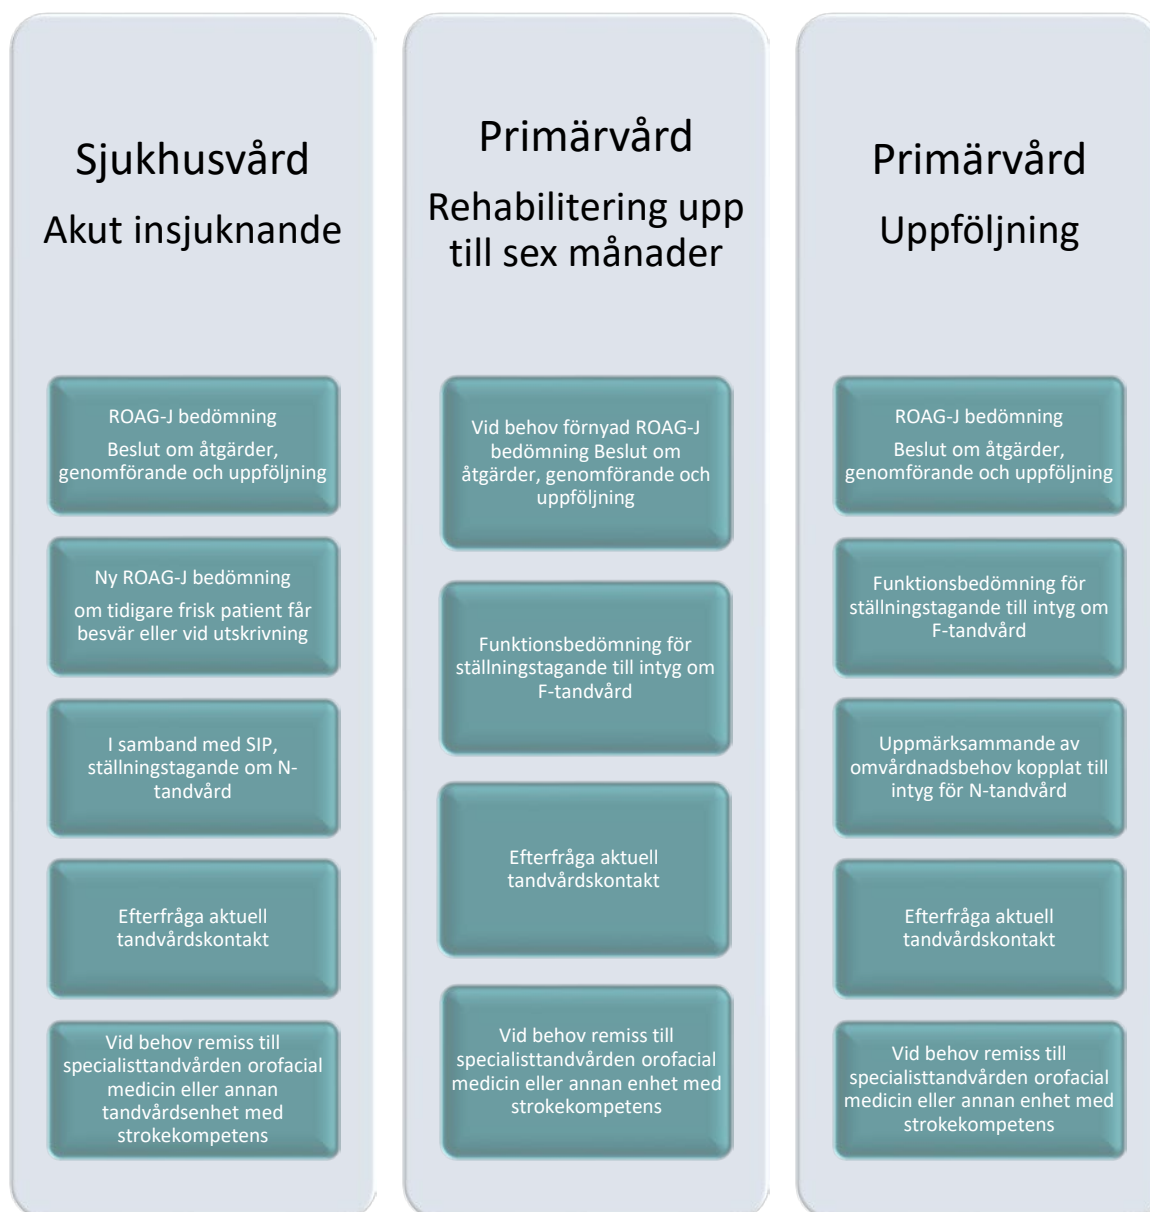 Sjukhusvård
Akut insjuknande
ROAG-J bedömning
Beslut om åtgärder,
genomförande och uppföljning
Ny ROAG-J bedömning
om tidigare frisk patient får
besvär eller vid utskrivning
I samband med SIP,
ställningstagande om N-
tandvård
Efterfråga aktuell
tandvårdskontakt
Vid behov remiss till
specialisttandvården orofacial
medicin eller annan
tandvårdsenhet med
strokekompetens
Primärvård
Rehabilitering upp
till sex månader
Vid behov förnyad ROAG-J
bedömning Beslut om
åtgärder, genomförande och
uppföljning
Funktionsbedömning för
ställningstagande till intyg om
F-tandvård
Efterfråga aktuell
tandvårdskontakt
Vid behov remiss till
specialisttandvården orofacial
medicin eller annan enhet med
strokekompetens
Primärvård
Uppföljning
ROAG-J bedömning
Beslut om åtgärder,
genomförande och uppföljning
Funktionsbedömning för
ställningstagande till intyg om
F-tandvård
Uppmärksammande av
omvårdnadsbehov kopplat till
intyg för N-tandvård
Efterfråga aktuell
tandvårdskontakt
Vid behov remiss till
specialisttandvården orofacial
medicin eller annan enhet med
strokekompetens